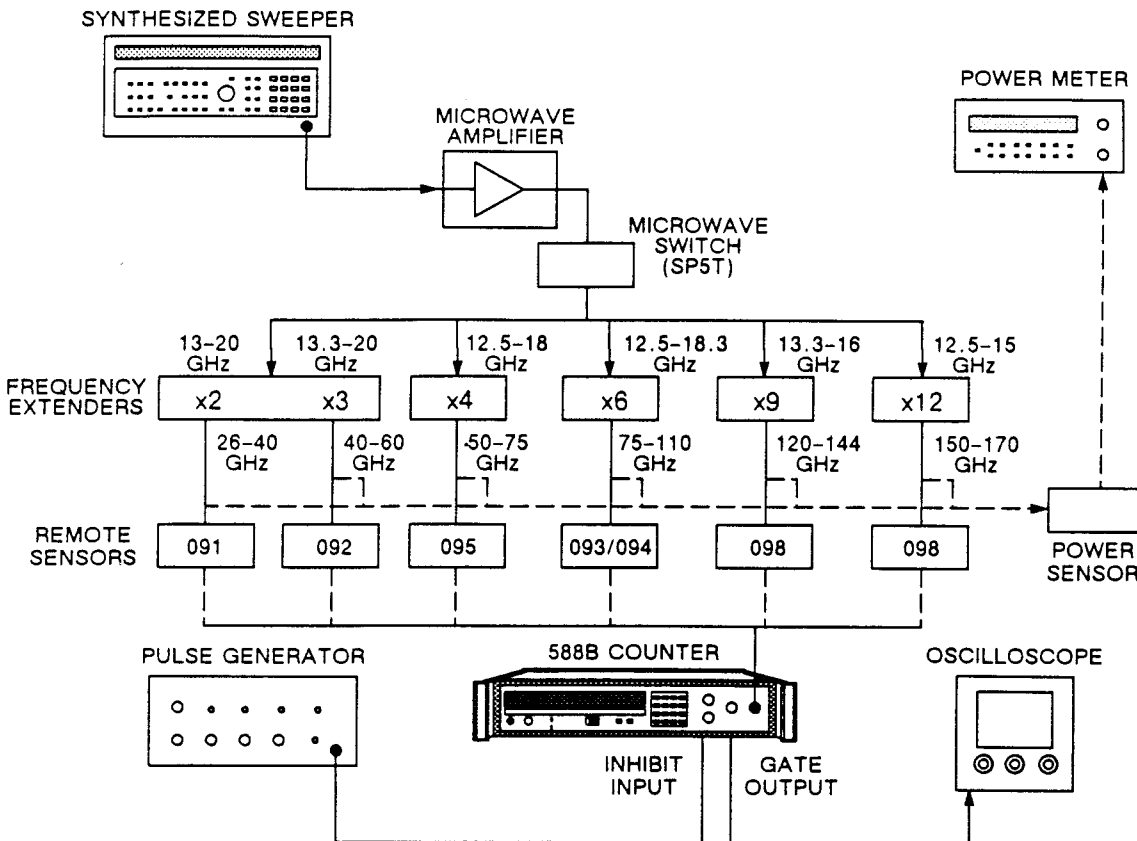 SYNTHESIZED SWEEPER
POWER METER
MICROWAVE
AMPLIFIER
MICROWAVE
SWITCH
(SP5T)
13-20
GHz
13.3-20
GHz
12.5-18
GHz
12.5-18.3
GHz
13.3-16
GHz
12.5-15
GHz
FREQUENCY
EXTENDERS
x2
x3
x4
x6
x9
x12
26-40
GHz
40-60
GHz
50-75
GHz
75-110
GHz
120-144
GHz
150-170
GHz
REMOTE
SENSORS
091
092
095
093/094
098
098
POWER
SENSOR
PULSE GENERATOR
588B COUNTER
OSCILLOSCOPE
INHIBIT
INPUT
GATE
OUTPUT